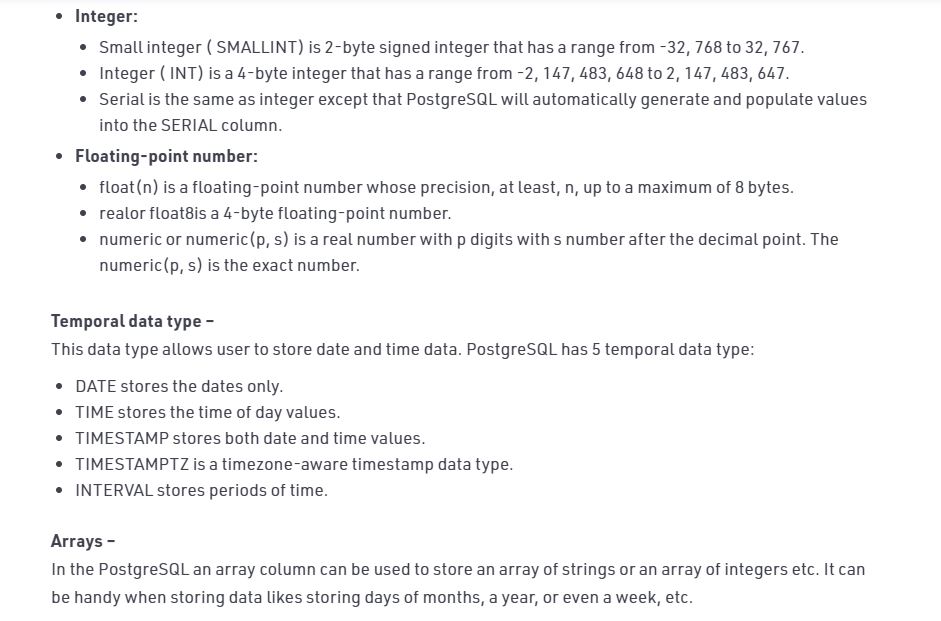 • Integer:
• Small integer ( SMALLINT) is 2-byte signed integer that has a range from -32, 768 to 32, 767.
• Integer ( INT) is a 4-byte integer that has a range from -2, 147, 483, 648 to 2, 147, 483, 647.
• Serial is the same as integer except that PostgreSQL will automatically generate and populate values
into the SERIAL column.
• Floating-point number:
• float(n) is a floating-point number whose precision, at least, n, up to a maximum of 8 bytes.
• realor float8is a 4-byte floating-point number.
• numeric or numeric(p, s) is a real number with p digits with s number after the decimal point. The
numeric(p, s) is the exact number.
Temporal data type –
This data type allows user to store date and time data. PostgreSQL has 5 temporal data type:
• DATE stores the dates only.
• TIME stores the time of day values.
• TIMESTAMP stores both date and time values.
• TIMESTAMPTZ is a timezone-aware timestamp data type.
• INTERVAL stores periods of time.
Arrays –
In the PostgreSQL an array column can be used to store an array of strings or an array of integers etc. It can
be handy when storing data likes storing days of months, a year, or even a week, etc.